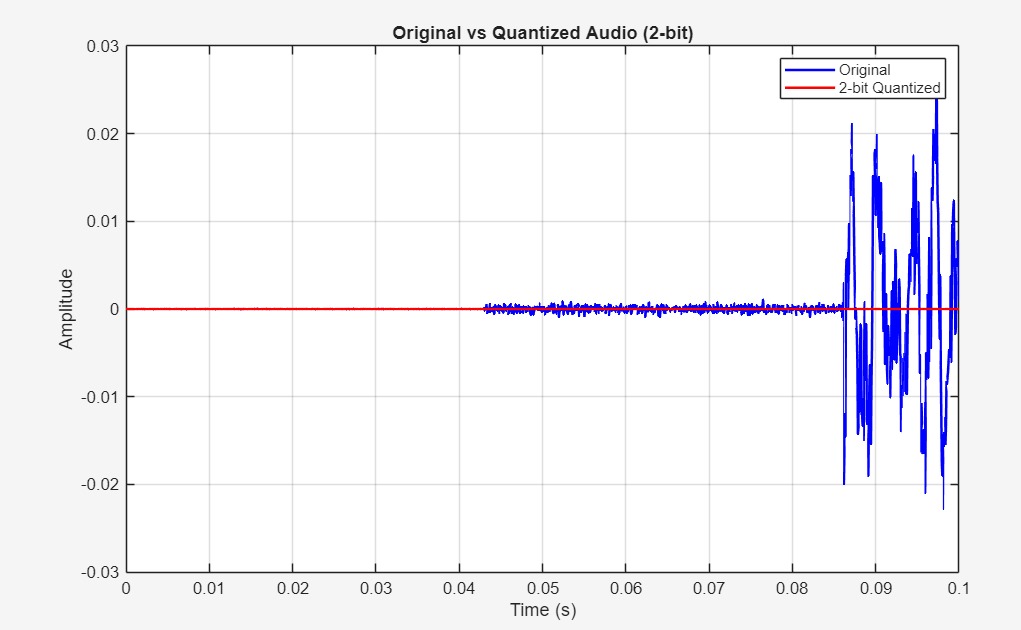 Original vs Quantized Audio (2-bit)
Original
2-bit Quantized
0.03
0.02
0.01
0
-0.01
-0.02
-0.03
Amplitude
0 0.01 0.02 0.03 0.04 0.05 0.06 0.07 0.08 0.09 0.1
Time (s)